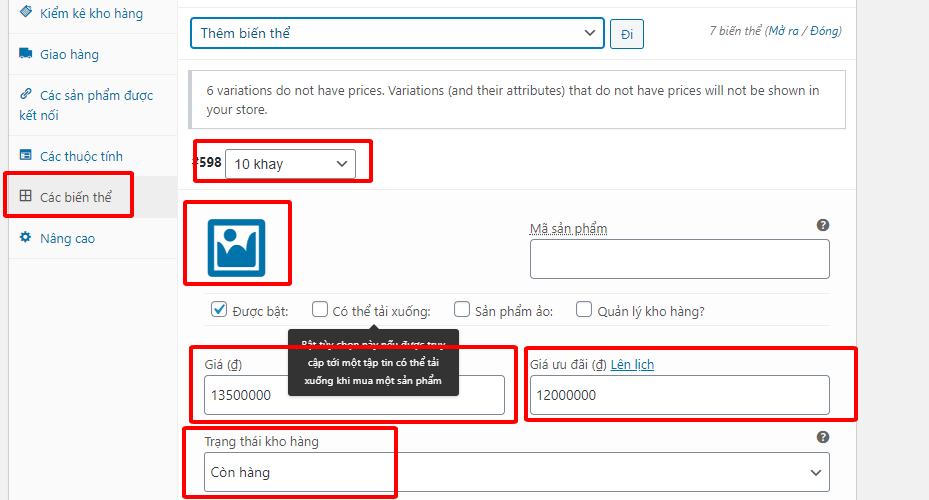 Kiểm kê kho hàng
Giao hàng
Các sản phẩm được
kết nối
Các thuộc tính
Các biến thể
Nâng cao
Thêm biến thể
Đi
7 biến thể (Mở ra / Đóng)
6 variations do not have prices. Variations (and their attributes) that do not have prices will not be shown in
your store.
#598
10 khay
Mã sản phẩm
Được bật:
Có thể tải xuống:
Sản phẩm ảo:
Quản lý kho hàng?
Bật tùy chọn này nếu được truy
cập tới một tập tin có thể tải
xuống khi mua một sản phẩm
Giá (₫)
13500000
Giá ưu đãi (₫) Lên lịch
12000000
Trạng thái kho hàng
Còn hàng